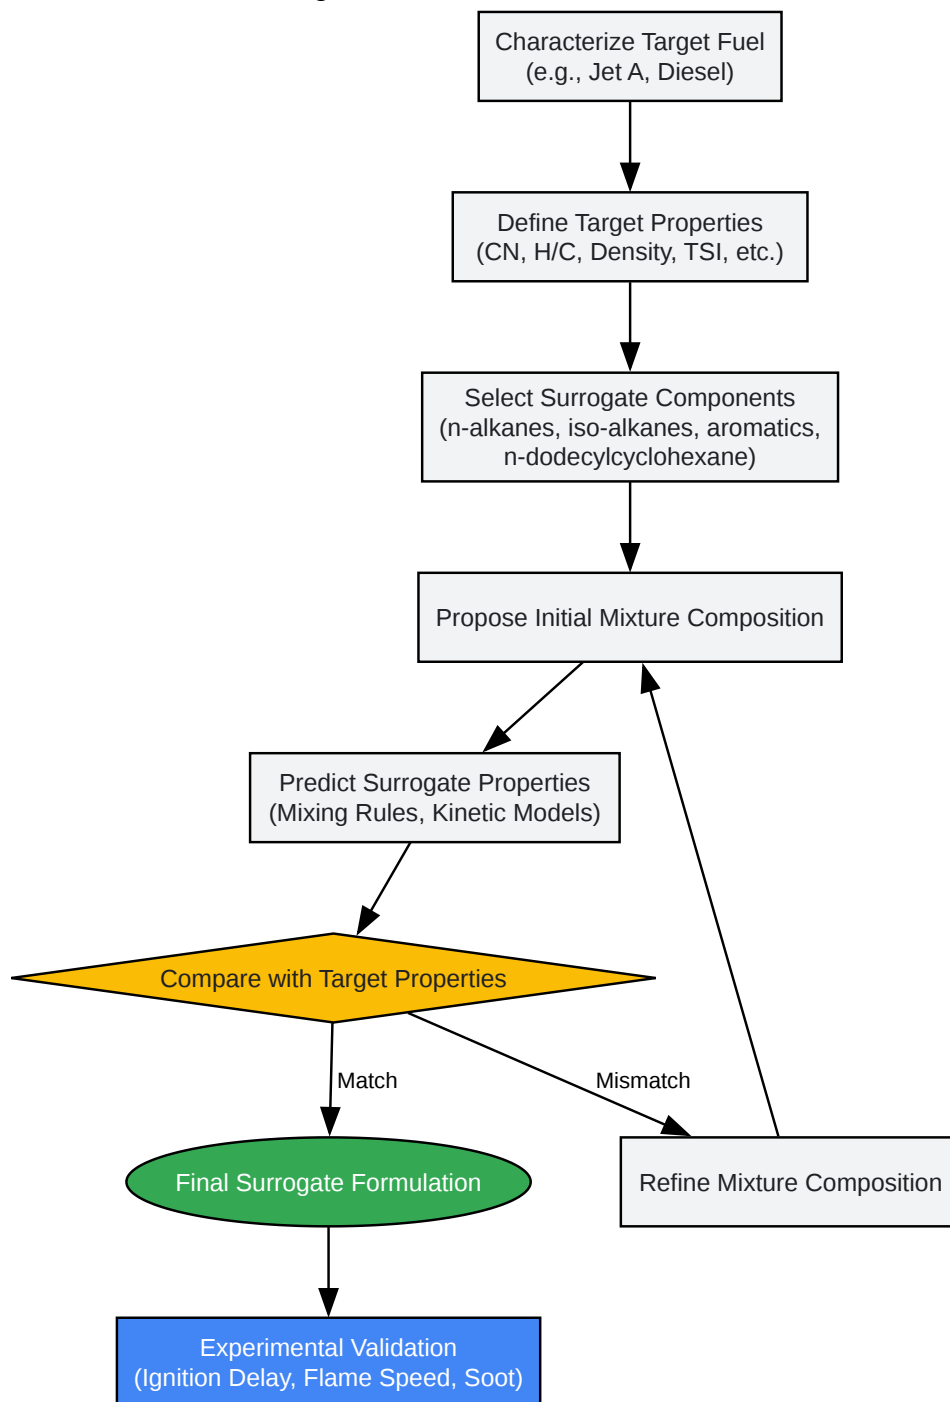 Characterize Target Fuel
(e.g., Jet A, Diesel)
Define Target Properties
(CN, H/C, Density, TSI, etc.)
Select Surrogate Components
(n-alkanes, iso-alkanes, aromatics,
n-dodecylcyclohexane)
Propose Initial Mixture Composition
Predict Surrogate Properties
(Mixing Rules, Kinetic Models)
Compare with Target Properties
Match
Mismatch
Final Surrogate Formulation
Refine Mixture Composition
Experimental Validation
(Ignition Delay, Flame Speed, Soot)